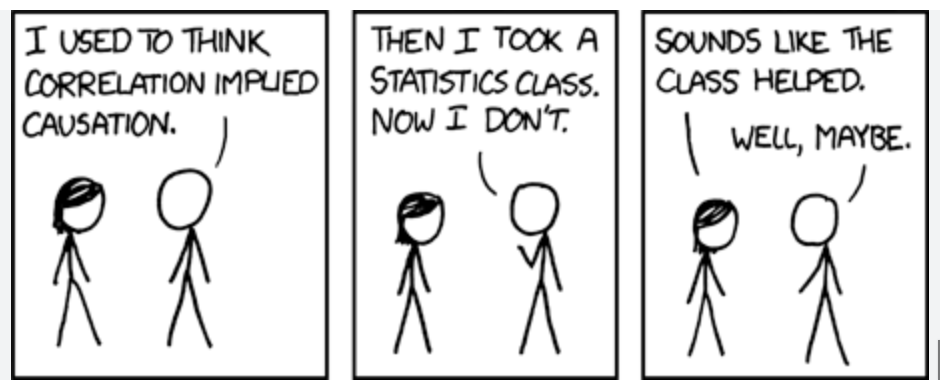 I USED TO THINK
CORRELATION IMPLIED
CAUSATION.
THEN I TOOK A
STATISTICS CLASS.
NOW I DON'T.
SOUNDS LIKE THE
CLASS HELPED.
WELL, MAYBE.